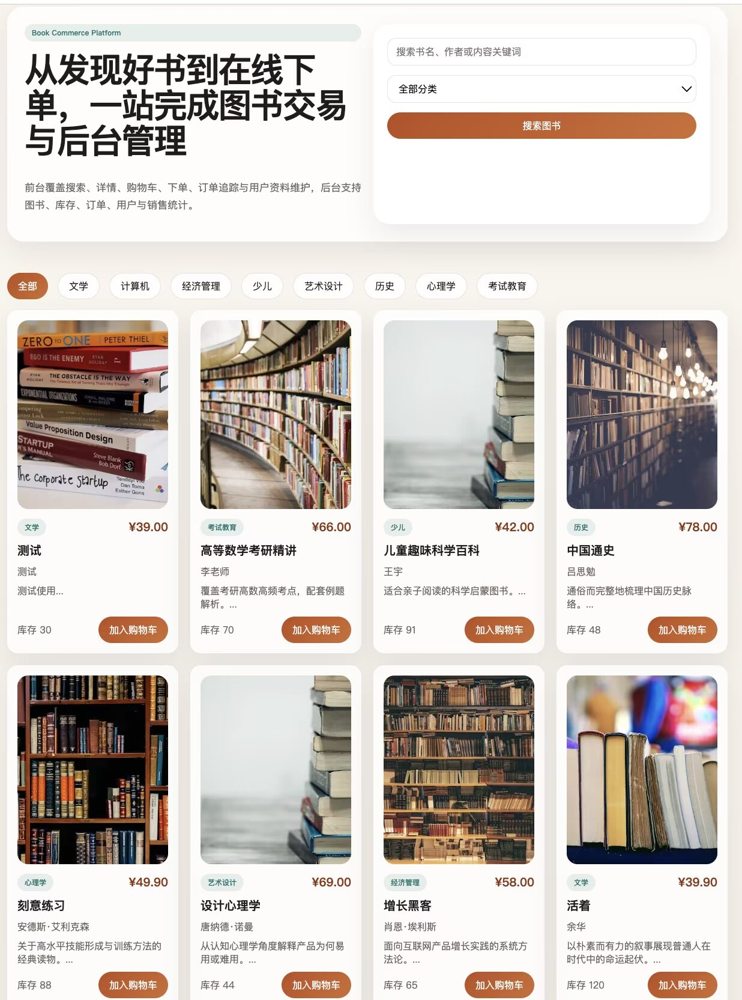 Book Commerce Platform
从发现好书到在线下
单，一站完成图书交易
与后台管理
前台覆盖搜索、详情、购物车、下单、订单追踪与用户资料维护，后台支持
图书、库存、订单、用户与销售统计。
搜索书名、作者或内容关键词
全部分类
搜索图书
全部 文学 计算机 经济管理 少儿 艺术设计 历史 心理学 考试教育
ZERO TO ONE PETER THIEL
EGO IS THE ENEMY RYAN HOLIDAY
RYAN HOLIDAY THE OBSTACLE IS THE WAY
The Timeless Art of Turning Trials into Triumph
EXPONENTIAL ORGANIZATIONS ISMAIL, MALONE & VAN GEEST
Competing
Against Luck
Value Proposition Design
STARTUP
Steve Blank
Bob Dorf
The corporate startup
Tendayi Viki
Dan Toma
Esther Gons
文学 ¥39.00
测试
测试
测试使用...
库存 30 加入购物车
考试教育 ¥66.00
高等数学考研精讲
李老师
覆盖考研高数高频考点，配套例题
解析。...
库存 70 加入购物车
少儿 ¥42.00
儿童趣味科学百科
王宇
适合亲子阅读的科学启蒙图书。...
库存 91 加入购物车
历史 ¥78.00
中国通史
吕思勉
通俗而完整地梳理中国历史脉
络。...
库存 48 加入购物车
心理学 ¥49.90
刻意练习
安德斯·艾利克森
关于高水平技能形成与训练方法的
经典读物。...
库存 88 加入购物车
艺术设计 ¥69.00
设计心理学
唐纳德·诺曼
从认知心理学角度解释产品为何易
用或难用。...
库存 44 加入购物车
经济管理 ¥58.00
增长黑客
肖恩·埃利斯
面向互联网产品增长实践的系统方
法论。...
库存 65 加入购物车
文学 ¥39.90
活着
余华
以朴素而有力的叙事展现普通人在
时代中的命运起伏。...
库存 120 加入购物车